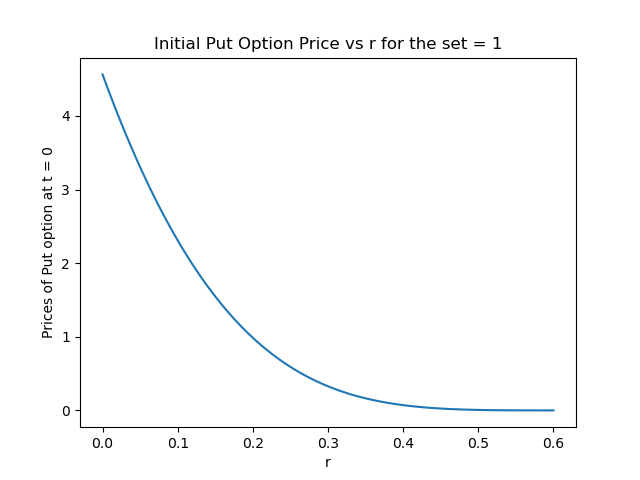 Initial Put Option Price vs r for the set = 1
Prices of Put option at t = 0
4
3
2
1
0
0.0 0.1 0.2 0.3 0.4 0.5 0.6
r